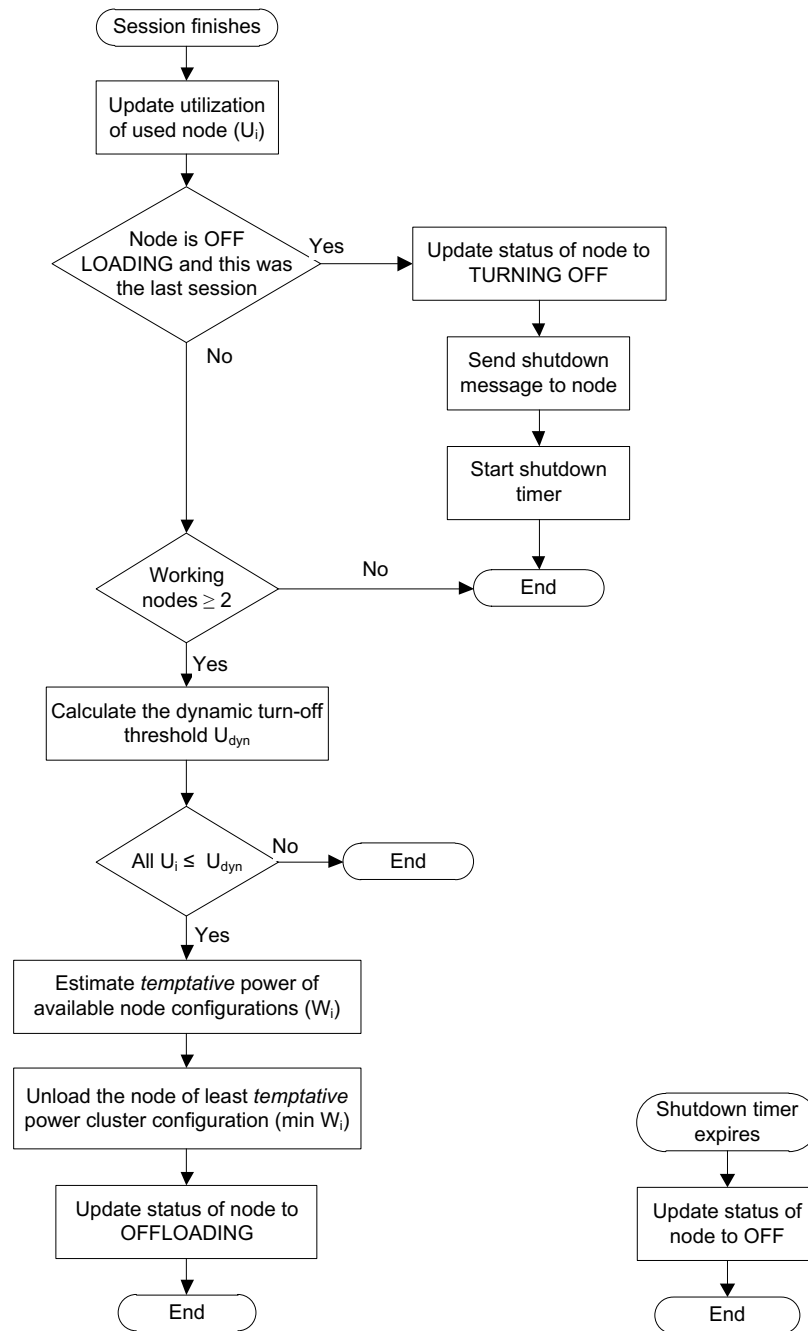 Session finishes
Update utilization
of used node (Uᵢ)
Node is OFF
LOADING and this was
the last session
Yes
Update status of node to
TURNING OFF
No
Send shutdown
message to node
Start shutdown
timer
Working
nodes ≥ 2
No
End
Yes
Calculate the dynamic turn-off
threshold U_dyn
All Uᵢ ≤ U_dyn
No
End
Yes
Estimate temptative power of
available node configurations (Wᵢ)
Unload the node of least temptative
power cluster configuration (min Wᵢ)
Update status of node to
OFFLOADING
End
Shutdown timer
expires
Update status of
node to OFF
End